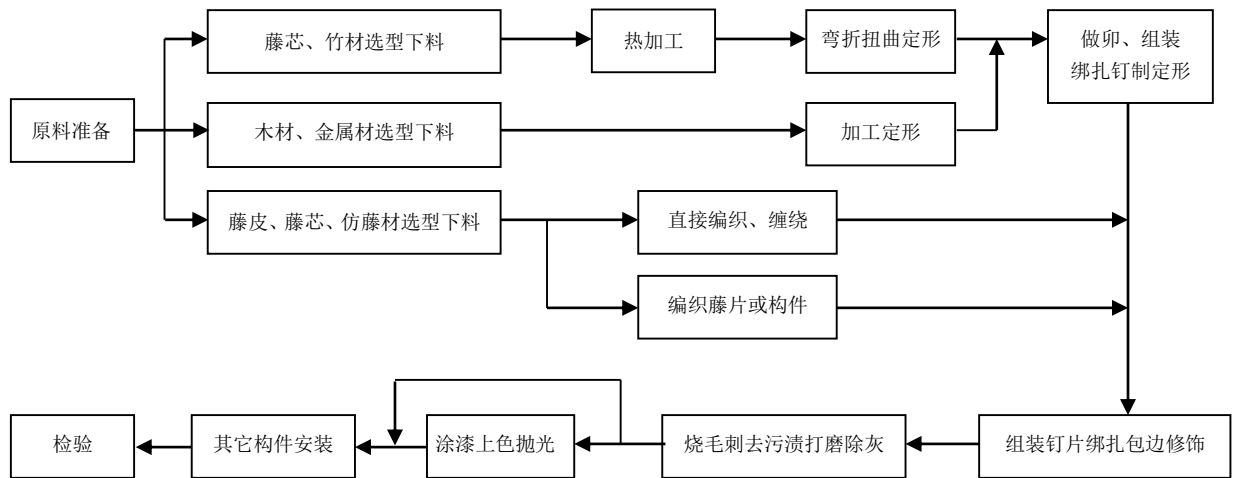 藤芯、竹材选型下料
热加工
弯折扭曲定形
做卯、组装
绑扎钉制定形
原料准备
木材、金属材选型下料
加工定形
藤皮、藤芯、仿藤材选型下料
直接编织、缠绕
编织藤片或构件
检验
其它构件安装
涂漆上色抛光
烧毛刺去污渍打磨除灰
组装钉片绑扎包边修饰